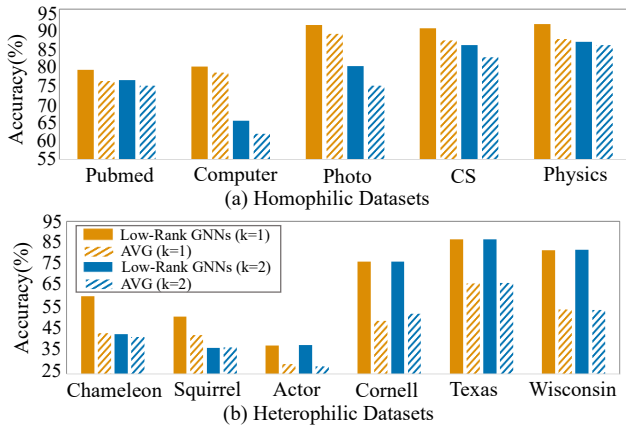 Accuracy(%)
95
90
85
80
75
70
65
60
55
Pubmed Computer Photo CS Physics
(a) Homophilic Datasets
Accuracy(%)
95
85
75
65
55
45
35
25
Low-Rank GNNs (k=1)
AVG (k=1)
Low-Rank GNNs (k=2)
AVG (k=2)
Chameleon Squirrel Actor Cornell Texas Wisconsin
(b) Heterophilic Datasets